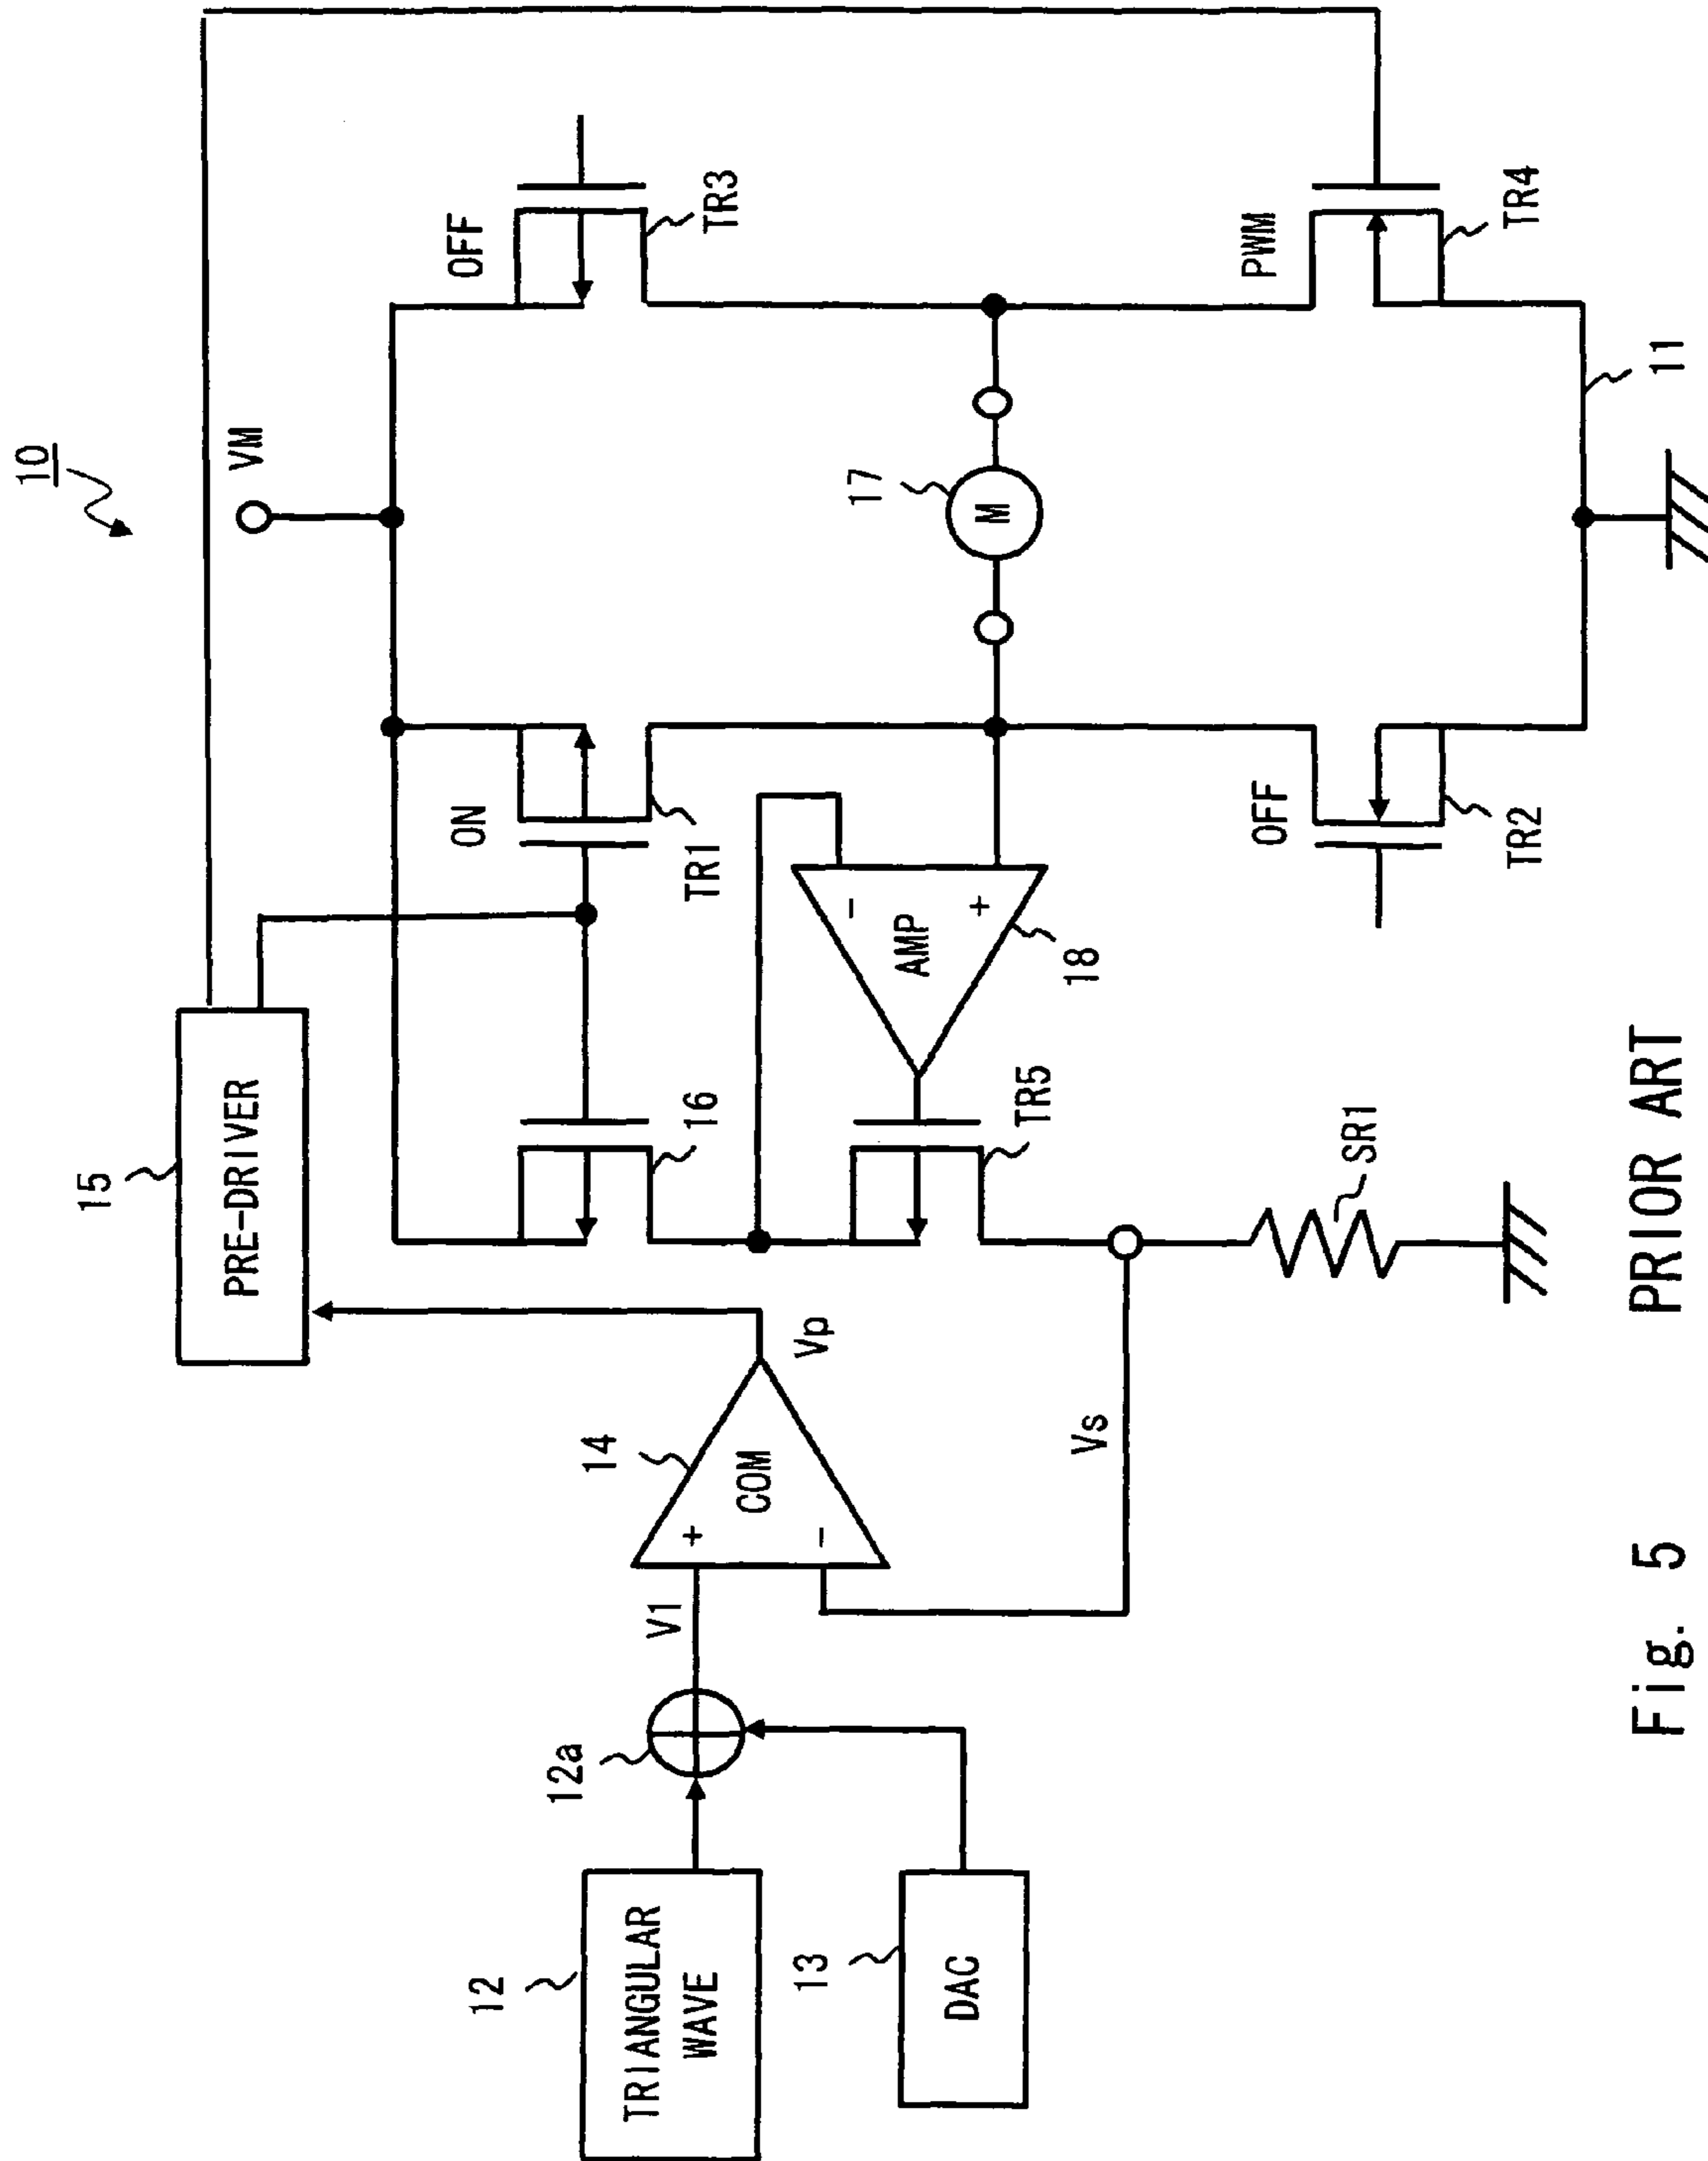 10
VM
15
PRE-DRIVER
OFF
TR3
ON
TR1
16
17
M
AMP
-
+
18
PWM
TR4
11
OFF
TR2
TR5
SR1
Vp
14
COM
+
-
V1
Vs
12a
12
TRIANGULAR
WAVE
13
DAC
Fig. 5 PRIOR ART